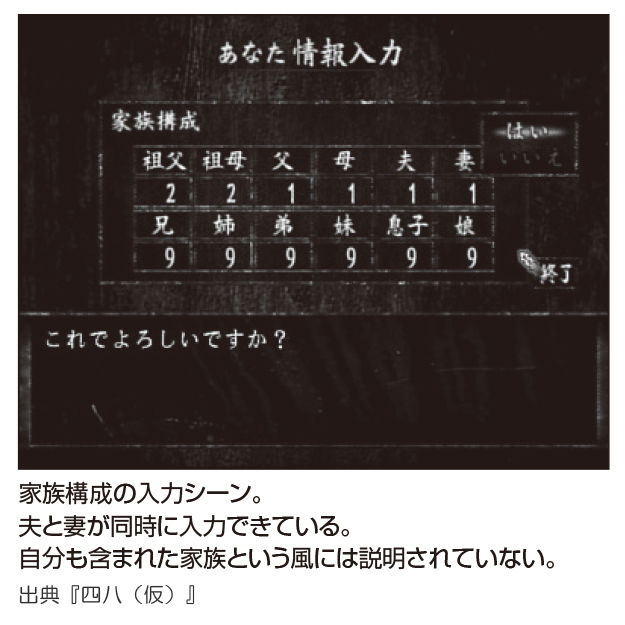 あなた情報入力
家族構成
はい
いいえ
祖父 祖母 父 母 夫 妻
2 2 1 1 1 1
兄 姉 弟 妹 息子 娘
9 9 9 9 9 9
終了
これでよろしいですか？
家族構成の入力シーン。
夫と妻が同時に入力できている。
自分も含まれた家族という風には説明されていない。
出典『四八（仮）』